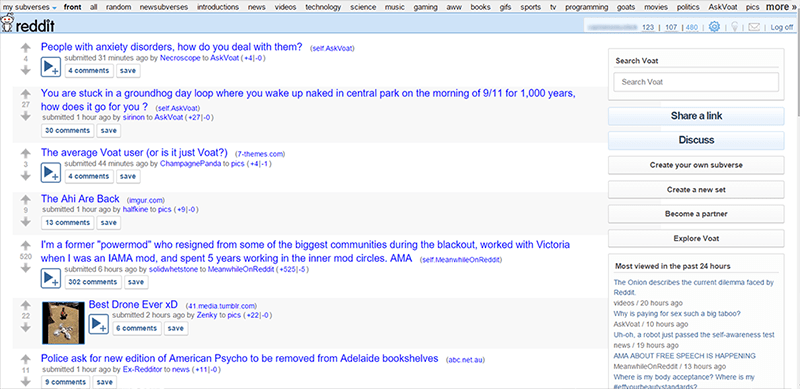 my subverses ▾ front all random newsubverses introductions news videos technology science music gaming aww books gifs sports tv programming goats movies politics AskVoat pics more »
reddit
123 | 107 | 480 | | | Log off
4
People with anxiety disorders, how do you deal with them? (self.AskVoat)
submitted 31 minutes ago by Necroscope to AskVoat (+4|-0)
4 comments save
27
You are stuck in a groundhog day loop where you wake up naked in central park on the morning of 9/11 for 1,000 years,
how does it go for you ? (self.AskVoat)
submitted 1 hour ago by sirinon to AskVoat (+27|-0)
30 comments save
3
The average Voat user (or is it just Voat?) (7-themes.com)
submitted 44 minutes ago by ChampagnePanda to pics (+4|-1)
4 comments save
9
The Ahi Are Back (imgur.com)
submitted 1 hour ago by halfkine to pics (+9|-0)
13 comments save
520
I'm a former "powermod" who resigned from some of the biggest communities during the blackout, worked with Victoria
when I was an IAMA mod, and spent 5 years working in the inner mod circles. AMA (self.MeanwhileOnReddit)
submitted 6 hours ago by solidwhetstone to MeanwhileOnReddit (+525|-5)
302 comments save
22
Best Drone Ever xD (41.media.tumblr.com)
submitted 2 hours ago by Zenky to pics (+22|-0)
6 comments save
11
Police ask for new edition of American Psycho to be removed from Adelaide bookshelves (abc.net.au)
submitted 1 hour ago by Ex-Redditor to news (+11|-0)
9 comments save
Search Voat
Search Voat
Share a link
Discuss
Create your own subverse
Create a new set
Become a partner
Explore Voat
Most viewed in the past 24 hours
The Onion describes the current dilemma faced by
Reddit.
videos / 20 hours ago
Why is paying for sex such a big taboo?
AskVoat / 10 hours ago
Uh-oh, a robot just passed the self-awareness test
news / 19 hours ago
AMA ABOUT FREE SPEECH IS HAPPENING
MeanwhileOnReddit / 13 hours ago
Where is my body acceptance? Where is my
#effyourbeautystandards?